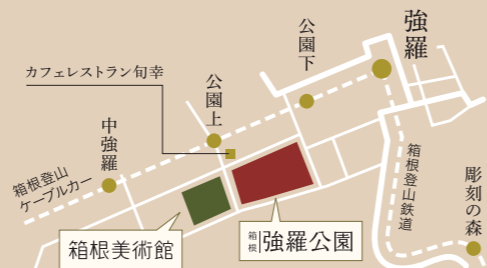 強羅
公園下
カフェレストラン旬幸
公園上
中強羅
箱根登山
ケーブルカー
箱根登山鉄道
彫刻の森
箱根美術館
箱根 強羅公園